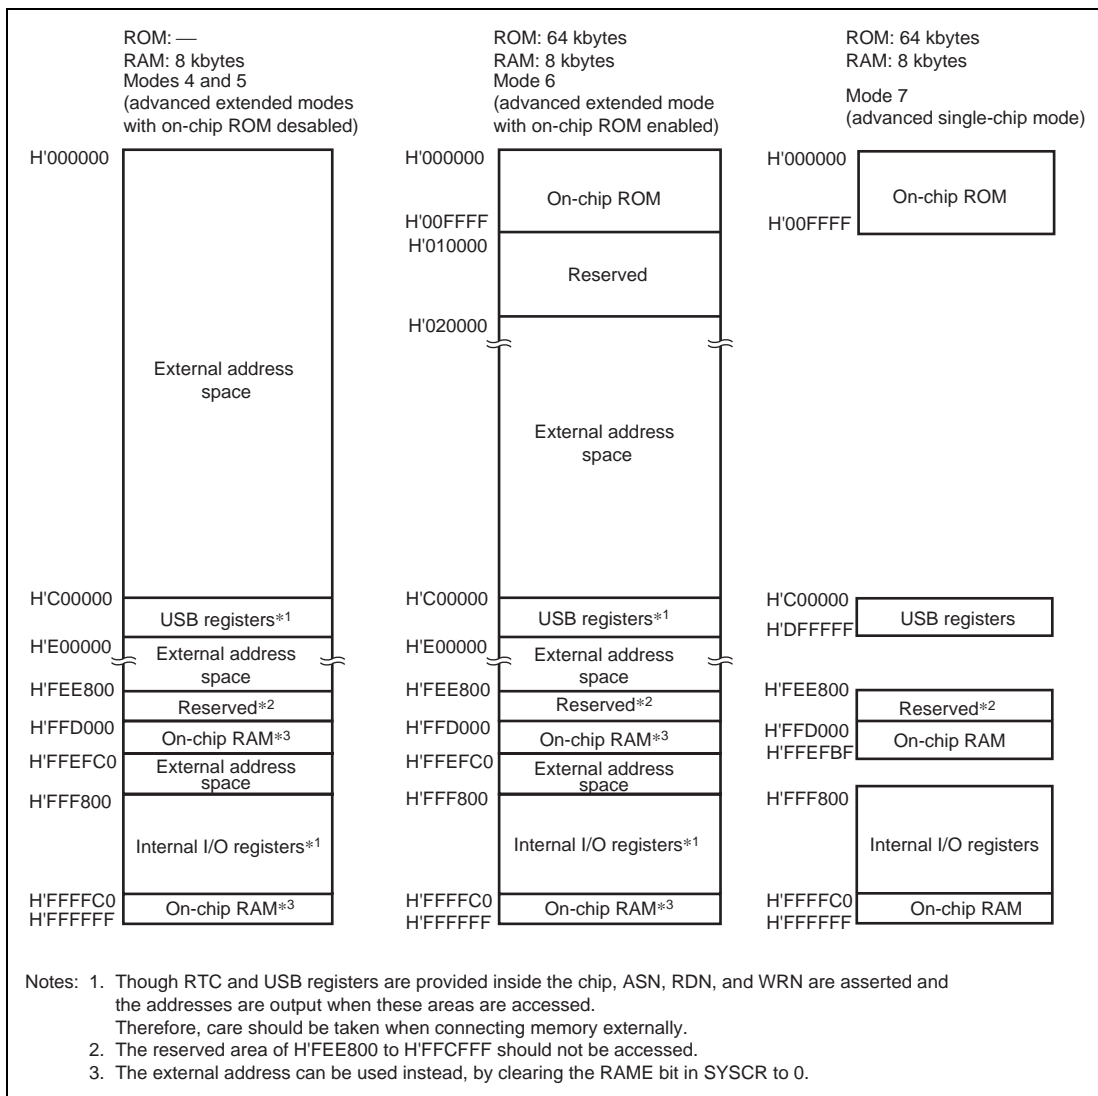 ROM: —
RAM: 8 kbytes
Modes 4 and 5
(advanced extended modes
with on-chip ROM desabled)
H'000000
External address
space
H'C00000
USB registers*1
H'E00000
External address
space
H'FEE800
Reserved*2
H'FFD000
On-chip RAM*3
H'FFEFC0
External address
space
H'FFF800
Internal I/O registers*1
H'FFFFC0
On-chip RAM*3
H'FFFFFF
ROM: 64 kbytes
RAM: 8 kbytes
Mode 6
(advanced extended mode
with on-chip ROM enabled)
H'000000
On-chip ROM
H'00FFFF
H'010000
Reserved
H'020000
External address
space
H'C00000
USB registers*1
H'E00000
External address
space
H'FEE800
Reserved*2
H'FFD000
On-chip RAM*3
H'FFEFC0
External address
space
H'FFF800
Internal I/O registers*1
H'FFFFC0
On-chip RAM*3
H'FFFFFF
ROM: 64 kbytes
RAM: 8 kbytes
Mode 7
(advanced single-chip mode)
H'000000
On-chip ROM
H'00FFFF
H'C00000
USB registers
H'DFFFFF
H'FEE800
Reserved*2
H'FFD000
On-chip RAM
H'FFEFBF
H'FFF800
Internal I/O registers
H'FFFFC0
On-chip RAM
H'FFFFFF
Notes: 1. Though RTC and USB registers are provided inside the chip, ASN, RDN, and WRN are asserted and
the addresses are output when these areas are accessed.
Therefore, care should be taken when connecting memory externally.
2. The reserved area of H'FEE800 to H'FFCFFF should not be accessed.
3. The external address can be used instead, by clearing the RAME bit in SYSCR to 0.